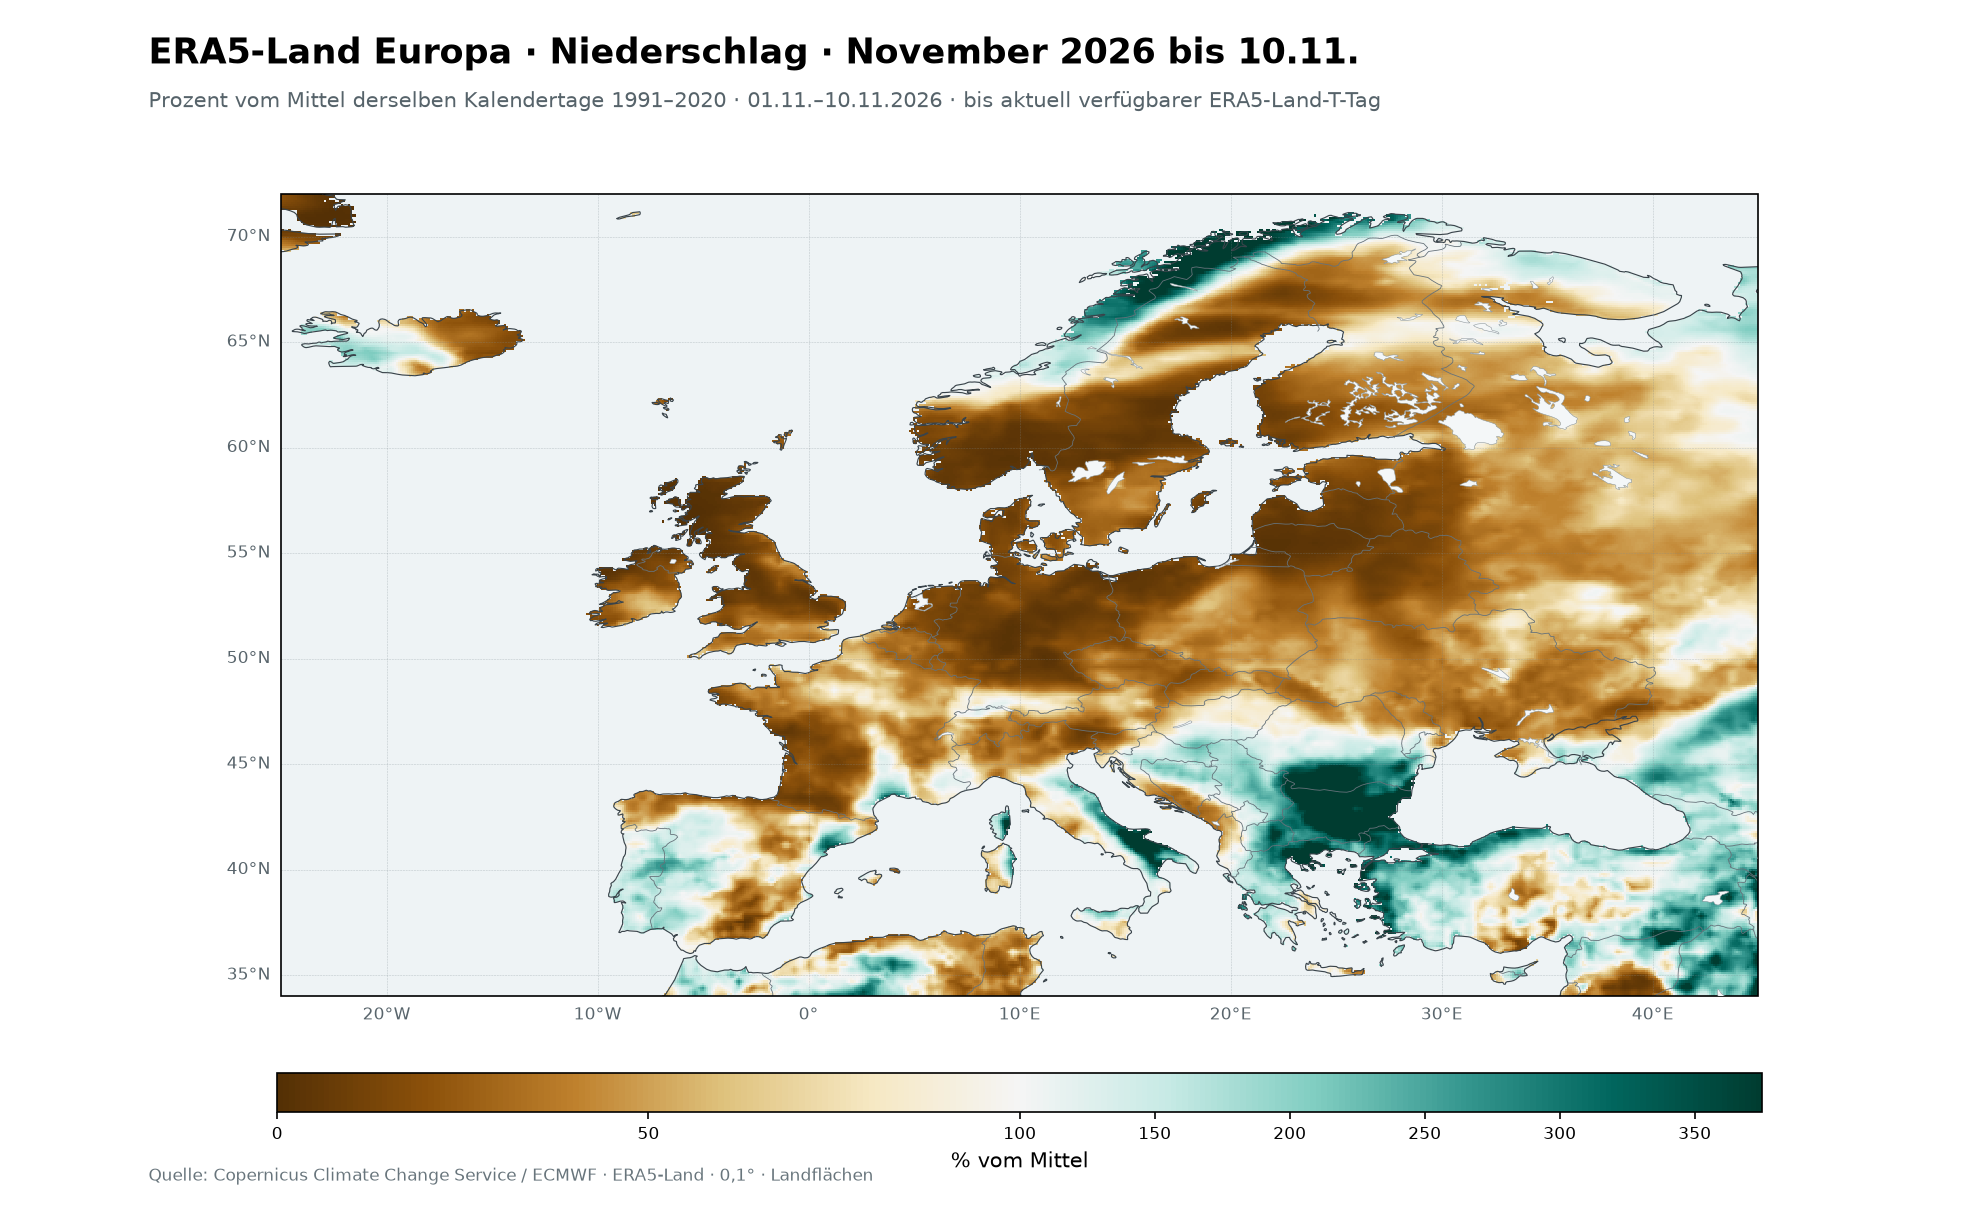 ERA5-Land Europa · Niederschlag · November 2026 bis 10.11.
Prozent vom Mittel derselben Kalendertage 1991–2020 · 01.11.–10.11.2026 · bis aktuell verfügbarer ERA5-Land-T-Tag
70°N
65°N
60°N
55°N
50°N
45°N
40°N
35°N
20°W 10°W 0° 10°E 20°E 30°E 40°E
0 50 100 150 200 250 300 350
% vom Mittel
Quelle: Copernicus Climate Change Service / ECMWF · ERA5-Land · 0,1° · Landflächen